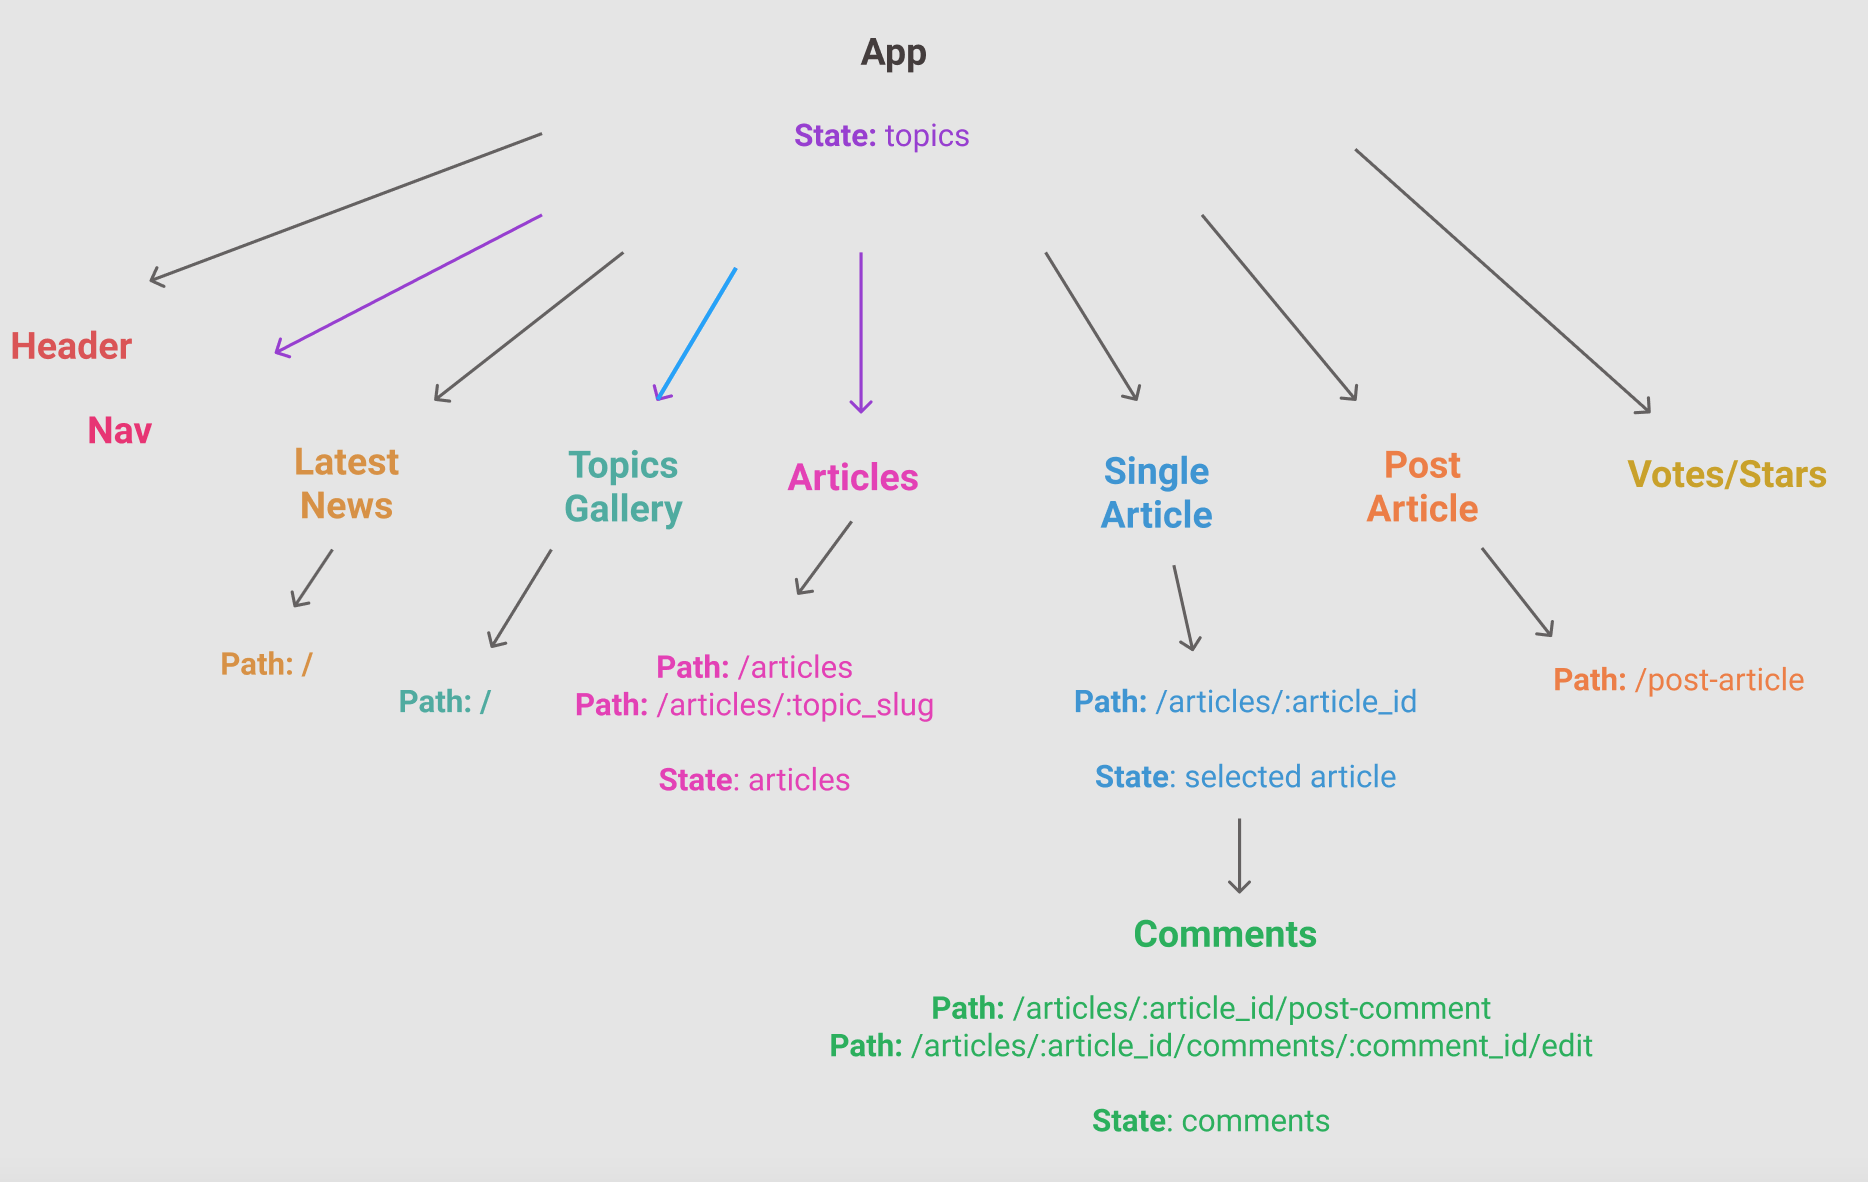 App
State: topics
Header
Nav
Latest
News
Topics
Gallery
Articles
Single
Article
Post
Article
Votes/Stars
Path: /
Path: /
Path: /articles
Path: /articles/:topic_slug
State: articles
Path: /articles/:article_id
State: selected article
Path: /post-article
Comments
Path: /articles/:article_id/post-comment
Path: /articles/:article_id/comments/:comment_id/edit
State: comments